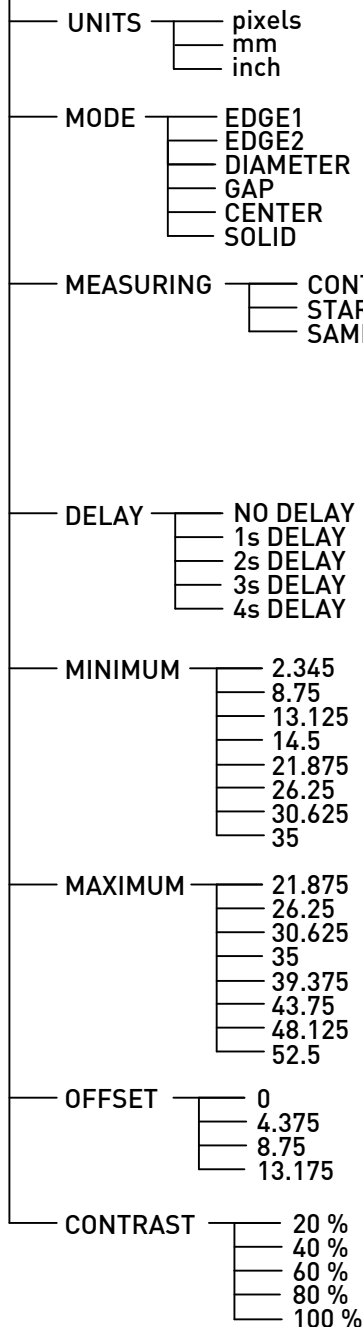 UNITS
pixels
mm
inch
MODE
EDGE1
EDGE2
DIAMETER
GAP
CENTER
SOLID
MEASURING
DELAY
NO DELAY
1s DELAY
2s DELAY
3s DELAY
4s DELAY
MINIMUM
2.345
8.75
13.125
14.5
21.875
26.25
30.625
35
MAXIMUM
21.875
26.25
30.625
35
39.375
43.75
48.125
52.5
OFFSET
0
4.375
8.75
13.175
CONTRAST
20 %
40 %
60 %
80 %
100 %